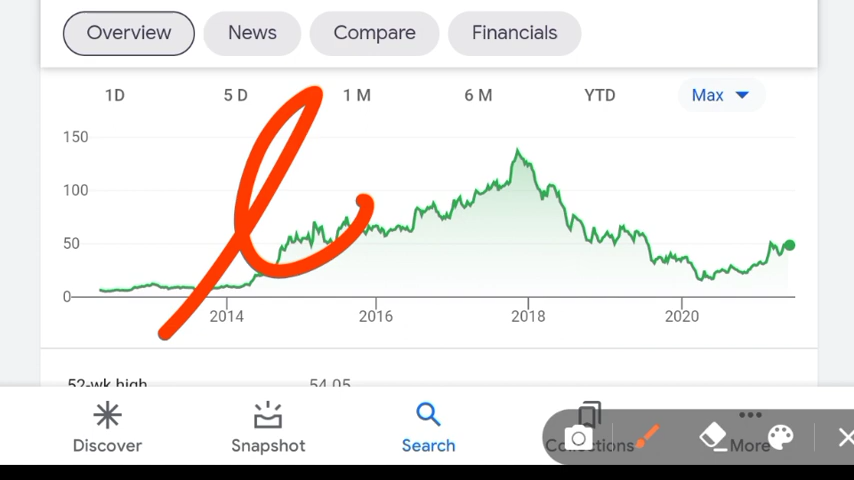 Overview News Compare Financials
1D 5 D 1 M 6 M YTD Max
150
100
50
0
2014 2016 2018 2020
52-wk high 54.05
Discover Snapshot Search Collections More